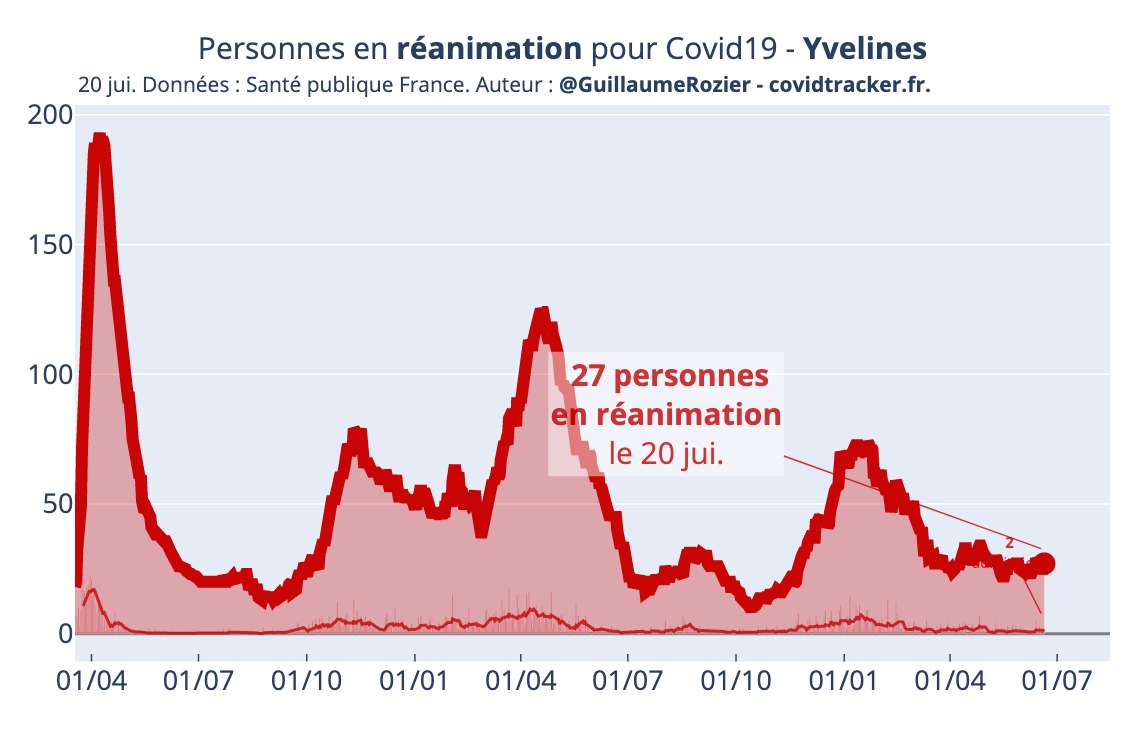 Personnes en réanimation pour Covid19 - Yvelines
20 jui. Données : Santé publique France. Auteur : @GuillaumeRozier - covidtracker.fr.
200
150
100
50
0
27 personnes
en réanimation
le 20 jui.
2
01/04 01/07 01/10 01/01 01/04 01/07 01/10 01/01 01/04 01/07